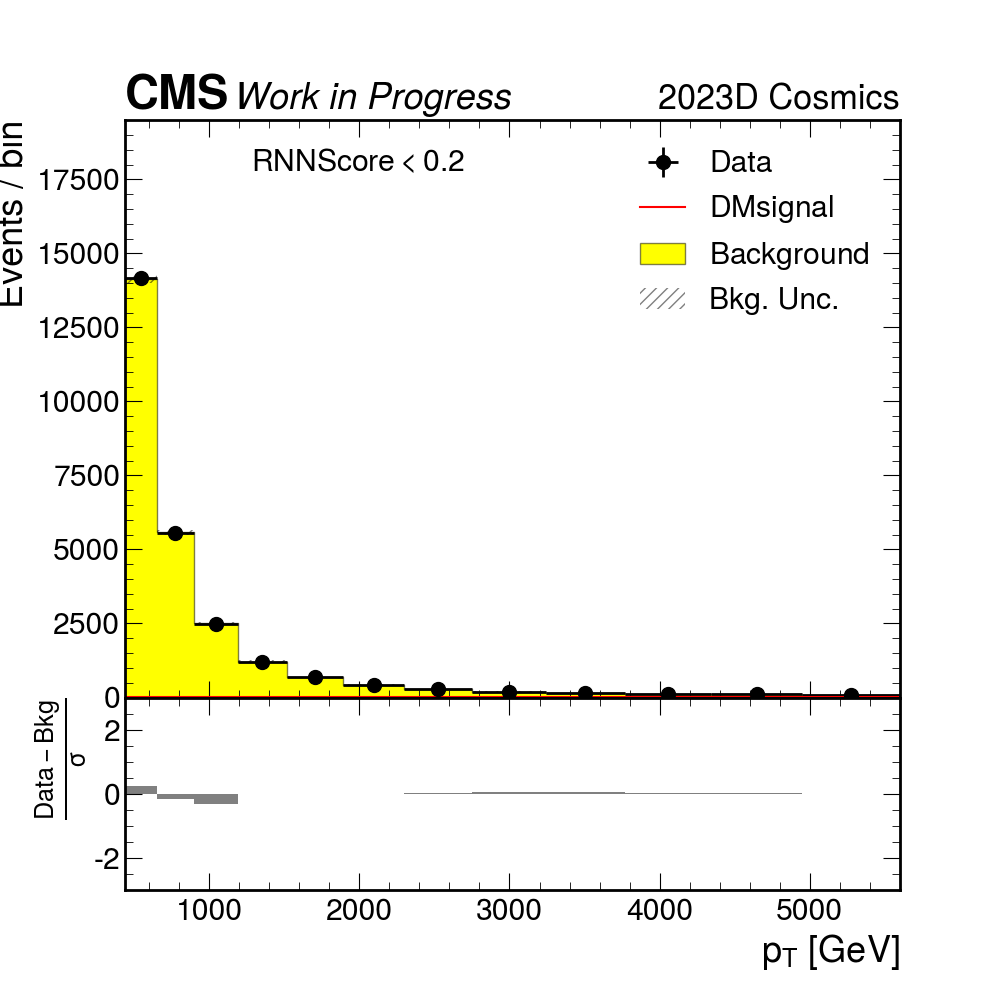 CMS Work in Progress 2023D Cosmics
Events / bin
RNNScore < 0.2
Data
DMsignal
Background
Bkg. Unc.
17500
15000
12500
10000
7500
5000
2500
0
Data – Bkg
σ
2
0
-2
1000 2000 3000 4000 5000
pT [GeV]